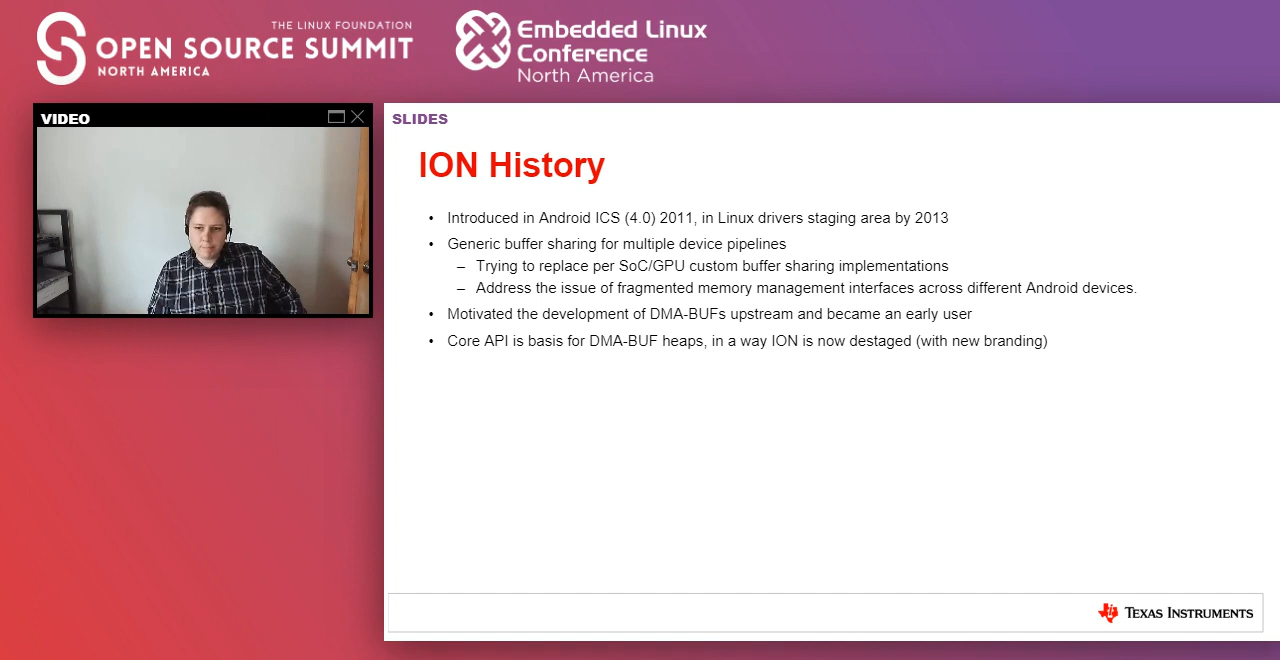 THE LINUX FOUNDATION
OPEN SOURCE SUMMIT
NORTH AMERICA
Embedded Linux
Conference
North America
VIDEO
SLIDES
ION History
• Introduced in Android ICS (4.0) 2011, in Linux drivers staging area by 2013
• Generic buffer sharing for multiple device pipelines
– Trying to replace per SoC/GPU custom buffer sharing implementations
– Address the issue of fragmented memory management interfaces across different Android devices.
• Motivated the development of DMA-BUFs upstream and became an early user
• Core API is basis for DMA-BUF heaps, in a way ION is now destaged (with new branding)
TEXAS INSTRUMENTS